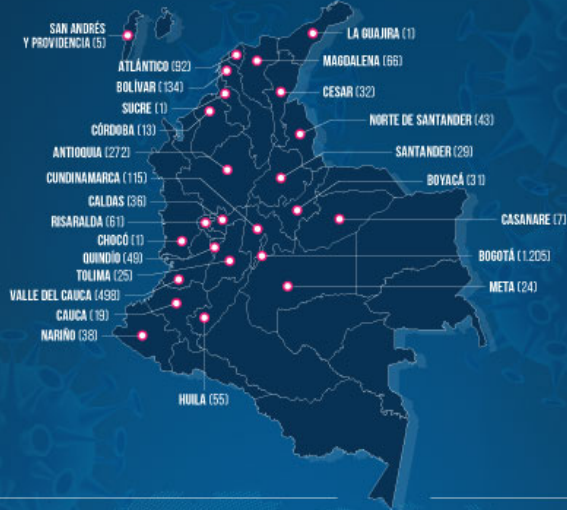 SAN ANDRÉS
Y PROVIDENCIA (5)
ATLÁNTICO (92)
BOLÍVAR (134)
SUCRE (1)
CÓRDOBA (13)
ANTIOQUIA (272)
CUNDINAMARCA (115)
CALDAS (36)
RISARALDA (61)
CHOCÓ (1)
QUINDÍO (49)
TOLIMA (25)
VALLE DEL CAUCA (498)
CAUCA (19)
NARIÑO (38)
HUILA (55)
LA GUAJIRA (1)
MAGDALENA (66)
CESAR (32)
NORTE DE SANTANDER (43)
SANTANDER (29)
BOYACÁ (31)
CASANARE (7)
BOGOTÁ (1.205)
META (24)